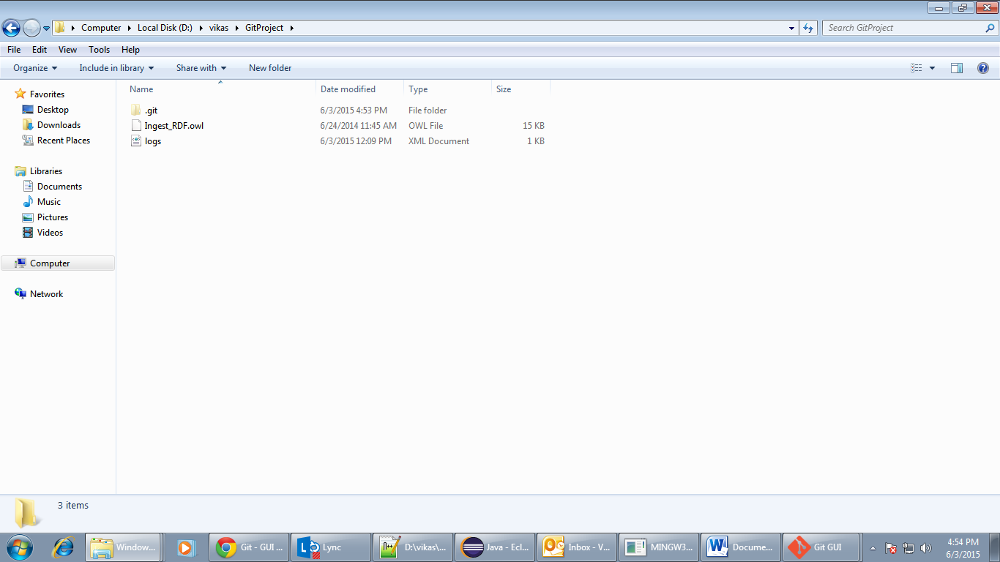 Computer ▸ Local Disk (D:) ▸ vikas ▸ GitProject ▸
Search GitProject
File Edit View Tools Help
Organize Include in library Share with New folder
Name Date modified Type Size
Favorites
Desktop
Downloads
Recent Places
Libraries
Documents
Music
Pictures
Videos
Computer
Network
.git 6/3/2015 4:53 PM File folder
Ingest_RDF.owl 6/24/2014 11:45 AM OWL File 15 KB
logs 6/3/2015 12:09 PM XML Document 1 KB
3 items
Window... Git - GUI ... Lync D:\vikas\... Java - Ecl... Inbox - V... MINGW3... Docume... Git GUI
4:54 PM
6/3/2015